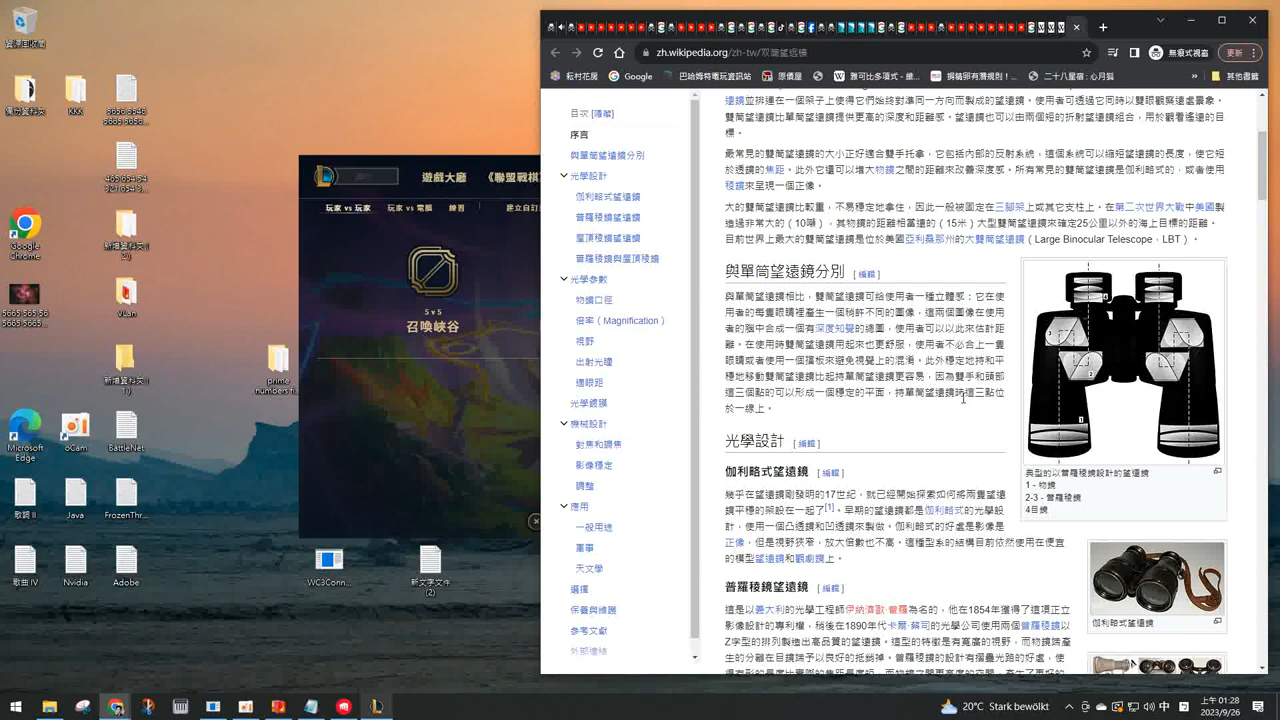 資源回收筒
備份資料夾
KKK
Google Chrome
新增資料夾 (2)
VLan
新增資料夾 (1)
prime numbers f...
Microsoft Edge
oCam
BattleNet
歌詞 II
Java
FrozenThr...
歌曲 IV
Nvidia
Adobe
WC3Conn...
新文字文件 (2)
遊戲大廳
《聯盟戰棋》
玩家 vs 玩家
玩家 vs 電腦
練習
建立自訂
5 v 5
召喚峽谷
zh.wikipedia.org/zh-tw/双筒望远镜
無痕式視窗
更新
耘村花房
Google
巴哈姆特電玩資訊站
原價屋
雅可比多項式 - 維...
捐稿卻有潛規則！...
二十八星宿 : 心月狐
其他書籤
目次 [隱藏]
序言
與單筒望遠鏡分別
光學設計
伽利略式望遠鏡
普羅稜鏡望遠鏡
屋頂稜鏡望遠鏡
普羅稜鏡與屋頂稜鏡
光學參數
物鏡口徑
倍率（Magnification）
視野
出射光瞳
適眼距
光學鍍膜
機械設計
對焦和調焦
影像穩定
調整
應用
一般用途
軍事
天文學
選擇
保養與維護
參考文獻
外部連結
遠鏡並排連在一個架子上使得它們始終對準同一方向而製成的望遠鏡。使用者可透過它同時以雙眼觀察遠處景象。
雙筒望遠鏡比單筒望遠鏡提供更高的深度和距離感。望遠鏡也可以由兩個短的折射望遠鏡組合，用於觀看遙遠的目
標。
最常見的雙筒望遠鏡的大小正好適合雙手托拿，它包括內部的反射系統，這個系統可以縮短望遠鏡的長度，使它短
於透鏡的焦距。此外它還可以增大物鏡之間的距離來改善深度感。所有常見的雙筒望遠鏡是伽利略式的，或者使用
稜鏡來呈現一個正像。
大的雙筒望遠鏡比較重，不易穩定地拿住，因此一般被固定在三腳架上或其它支柱上。在第二次世界大戰中美國製
造過非常大的（10噸），其物鏡的距離相當遠的（15米）大型雙筒望遠鏡來確定25公里以外的海上目標的距離。
目前世界上最大的雙筒望遠鏡是位於美國亞利桑那州的大雙筒望遠鏡（Large Binocular Telescope、LBT）。
與單筒望遠鏡分別 [編輯]
與單筒望遠鏡相比，雙筒望遠鏡可給使用者一種立體感：它在使
用者的每隻眼睛裡產生一個稍許不同的圖像，這兩個圖像在使用
者的腦中合成一個有深度知覺的總圖，使用者可以以此來估計距
離。在使用時雙筒望遠鏡用起來也更舒服，使用者不必合上一隻
眼睛或者使用一個擋板來避免視覺上的混淆。此外穩定地持和平
穩地移動雙筒望遠鏡比起持單筒望遠鏡更容易，因為雙手和頭部
這三個點的可以形成一個穩定的平面，持單筒望遠鏡時這三點位
於一線上。
1
2
3
4
典型的以普羅稜鏡設計的望遠鏡
1 - 物鏡
2-3 - 普羅稜鏡
4目鏡
光學設計 [編輯]
伽利略式望遠鏡 [編輯]
幾乎在望遠鏡剛發明的17世紀，就已經開始探索如何將兩隻望遠
鏡平穩的架設在一起了[1]。早期的望遠鏡都是伽利略式的光學設
計，使用一個凸透鏡和凹透鏡來製做。伽利略式的好處是影像是
正像，但是視野狹窄，放大倍數也不高。這種型系的結構目前依然使用在便宜
的模型望遠鏡和觀劇鏡上。
伽利略式望遠鏡
普羅稜鏡望遠鏡 [編輯]
這是以義大利的光學工程師伊納濟歐·普羅為名的，他在1854年獲得了這項正立
影像設計的專利權，稍後在1890年代卡爾·蔡司的光學公司使用兩個普羅稜鏡以
Z字型的排列製造出高品質的望遠鏡。這型的特徵是有寬廣的視野，而物鏡端產
生的分離在目鏡端予以良好的抵銷掉。普羅稜鏡的設計有摺疊光路的好處，使
20°C Stark bewölkt
中
上午 01:28
2023/9/26